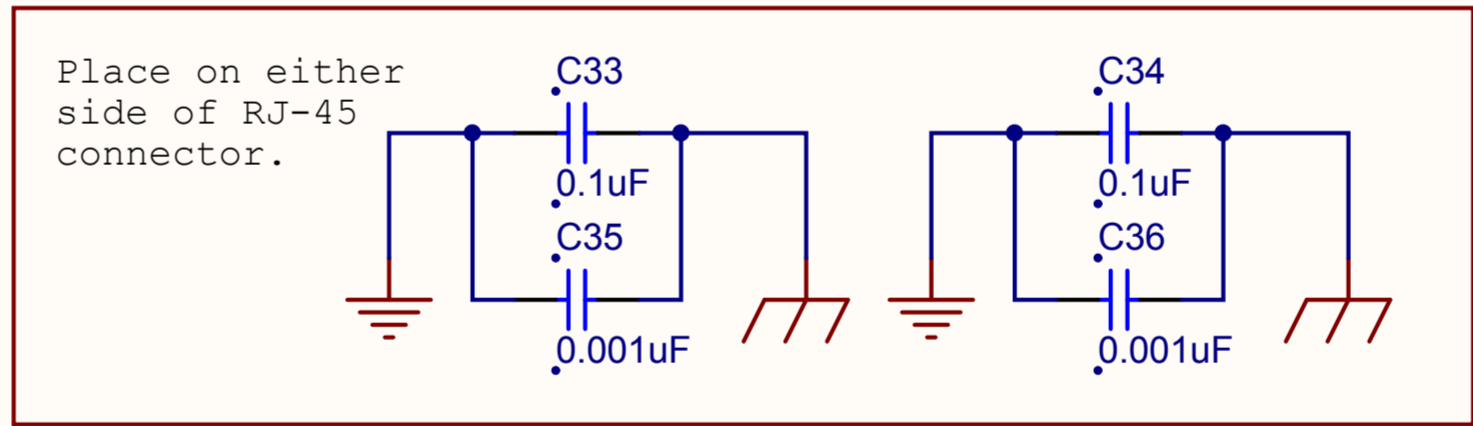 Place on either
side of RJ-45
connector.
C33
0.1uF
C35
0.001uF
C34
0.1uF
C36
0.001uF